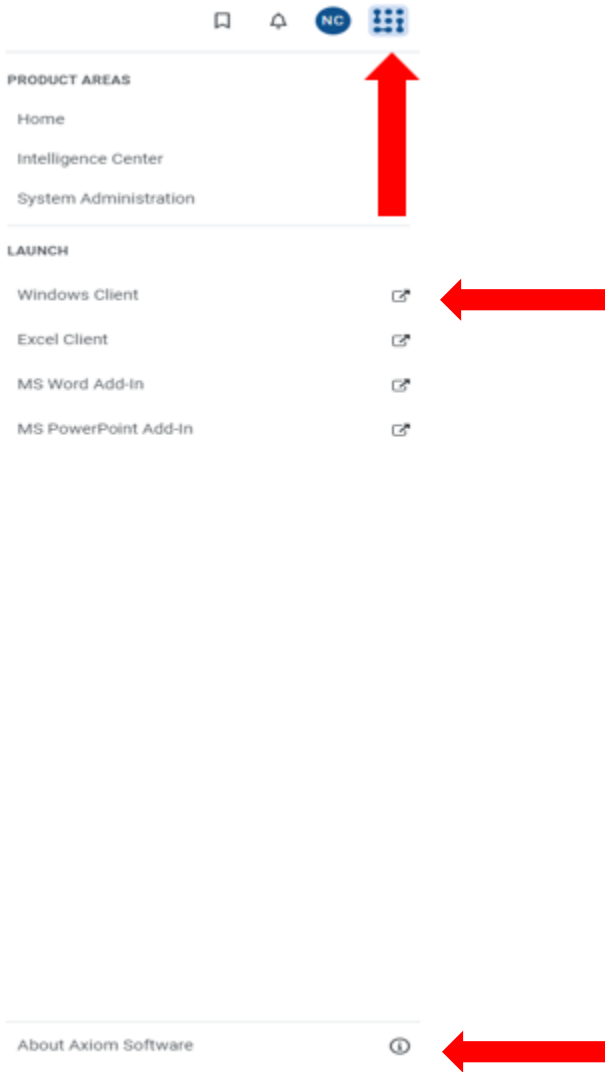 NC
PRODUCT AREAS
Home
Intelligence Center
System Administration
LAUNCH
Windows Client
Excel Client
MS Word Add-In
MS PowerPoint Add-In
About Axiom Software